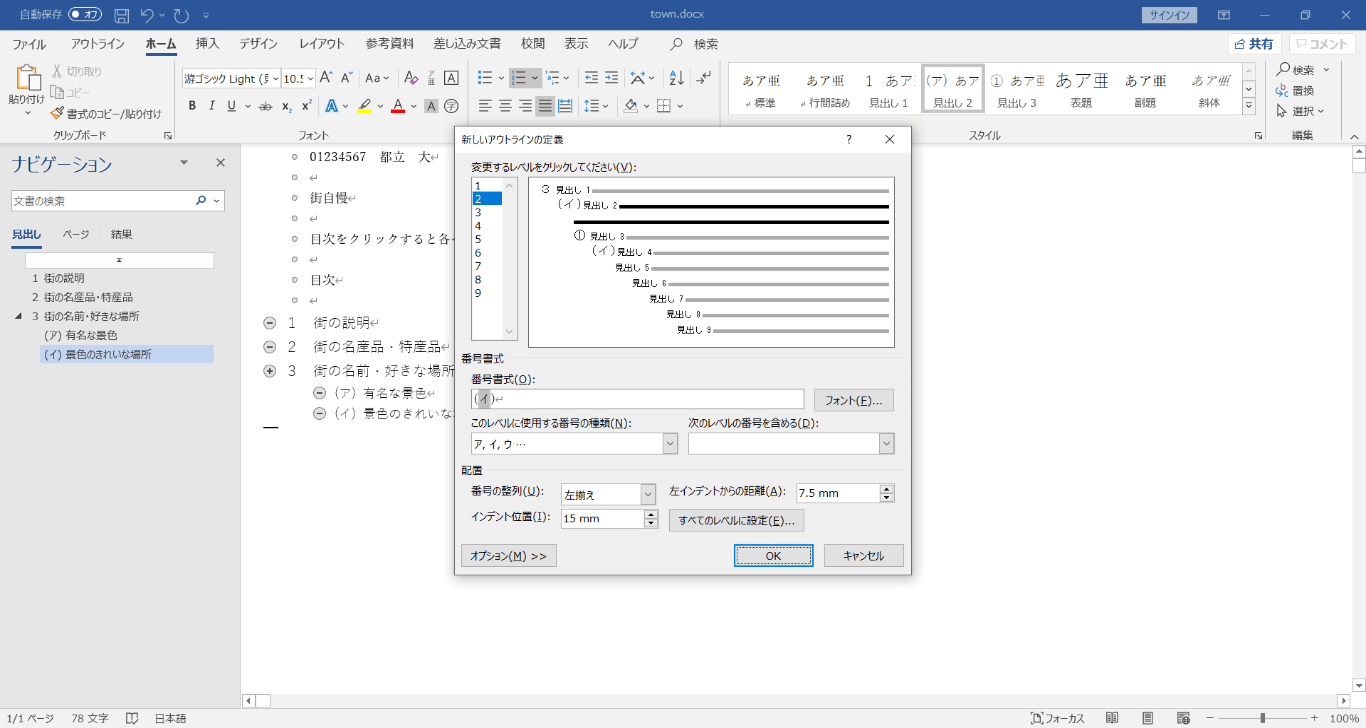 自動保存 オフ town.docx サインイン
ファイル アウトライン ホーム 挿入 デザイン レイアウト 参考資料 差し込み文書 校閲 表示 ヘルプ 検索 共有 コメント
貼り付け
切り取り
コピー
書式のコピー/貼り付け
クリップボード
游ゴシック Light (見 10.5
フォント
あア亜 あア亜 1 あア (ア) あア ① あア亜 あア亜 あア亜 あア亜
標準 行間詰め 見出し 1 見出し 2 見出し 3 表題 副題 斜体
スタイル
検索
置換
選択
編集
ナビゲーション
文書の検索
見出し ページ 結果
1 街の説明
2 街の名産品・特産品
3 街の名前・好きな場所
(ア) 有名な景色
(イ) 景色のきれいな場所
01234567 都立 大
街自慢
目次をクリックすると各
目次
1 街の説明
2 街の名産品・特産品
3 街の名前・好きな場所
(ア) 有名な景色
(イ) 景色のきれいな
新しいアウトラインの定義 ?
変更するレベルをクリックしてください(V):
1
2
3
4
5
6
7
8
9
3 見出し 1
(イ) 見出し 2
① 見出し 3
(イ) 見出し 4
見出し 5
見出し 6
見出し 7
見出し 8
見出し 9
番号書式
番号書式(O):
(イ) フォント(F)...
このレベルに使用する番号の種類(N): 次のレベルの番号を含める(D):
ア, イ, ウ …
配置
番号の整列(U): 左揃え 左インデントからの距離(A): 7.5 mm
インデント位置(I): 15 mm すべてのレベルに設定(E)...
オプション(M) >> OK キャンセル
1/1 ページ 78 文字 日本語 フォーカス 100%